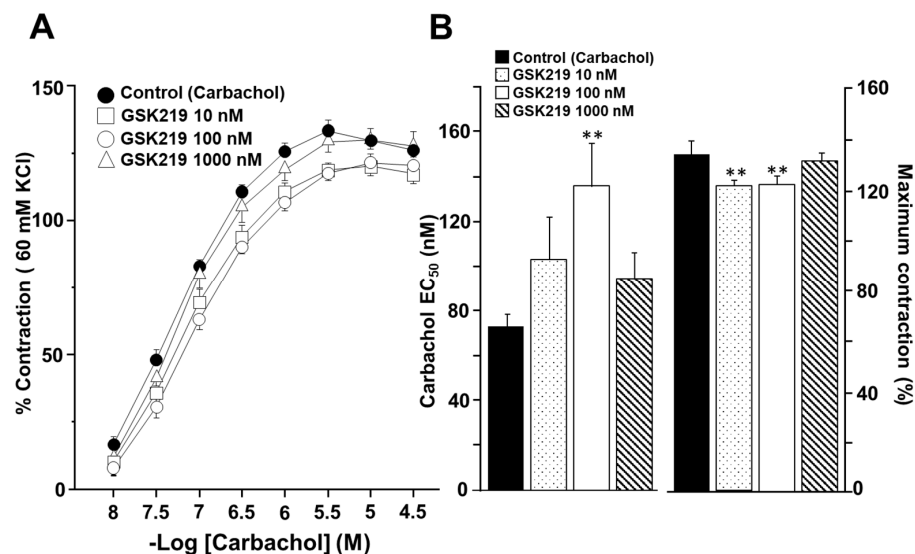 A
% Contraction ( 60 mM KCl)
150
100
50
0
Control (Carbachol)
GSK219 10 nM
GSK219 100 nM
GSK219 1000 nM
8 7.5 7 6.5 6 5.5 5 4.5
-Log [Carbachol] (M)
B
Control (Carbachol)
GSK219 10 nM
GSK219 100 nM
GSK219 1000 nM
Carbachol EC₅₀ (nM)
160
120
80
40
0
**
** **
160
120
80
40
0
Maximum contraction (%)